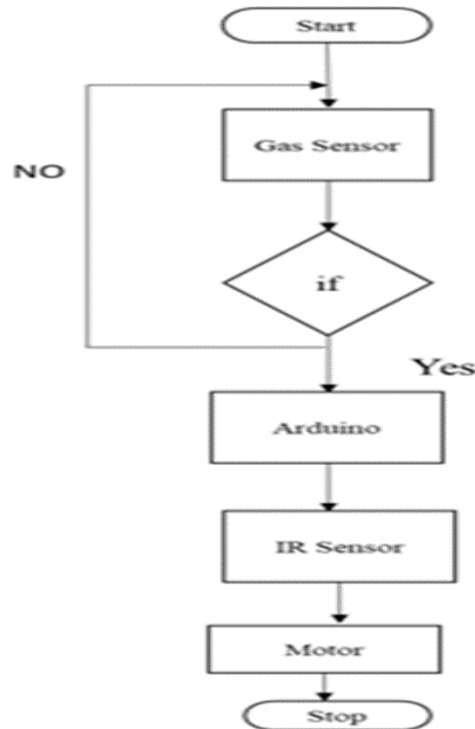 Start
Gas Sensor
NO
if
Yes
Arduino
IR Sensor
Motor
Stop